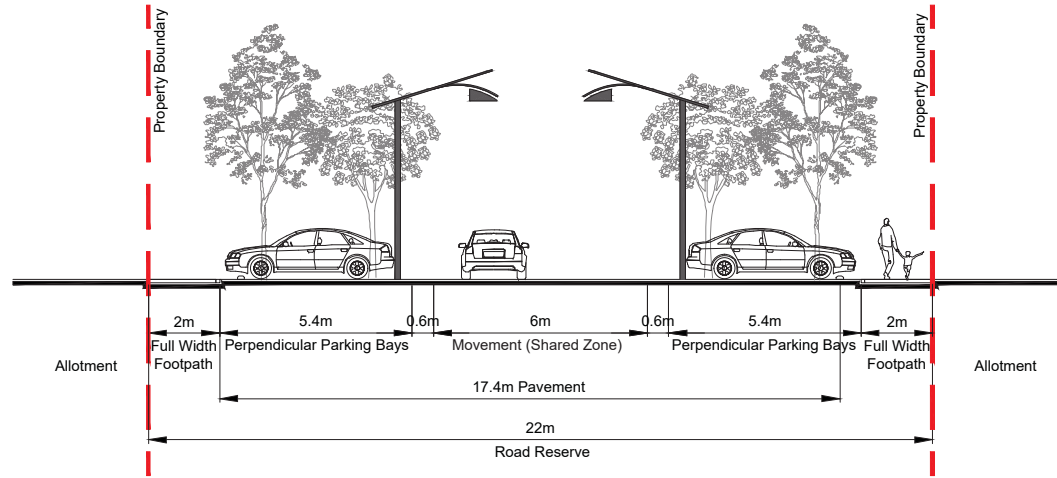 Property Boundary
Property Boundary
2m
5.4m
0.6m
6m
0.6m
5.4m
2m
Full Width
Footpath
Perpendicular Parking Bays
Movement (Shared Zone)
Perpendicular Parking Bays
Full Width
Footpath
Allotment
Allotment
17.4m Pavement
22m
Road Reserve